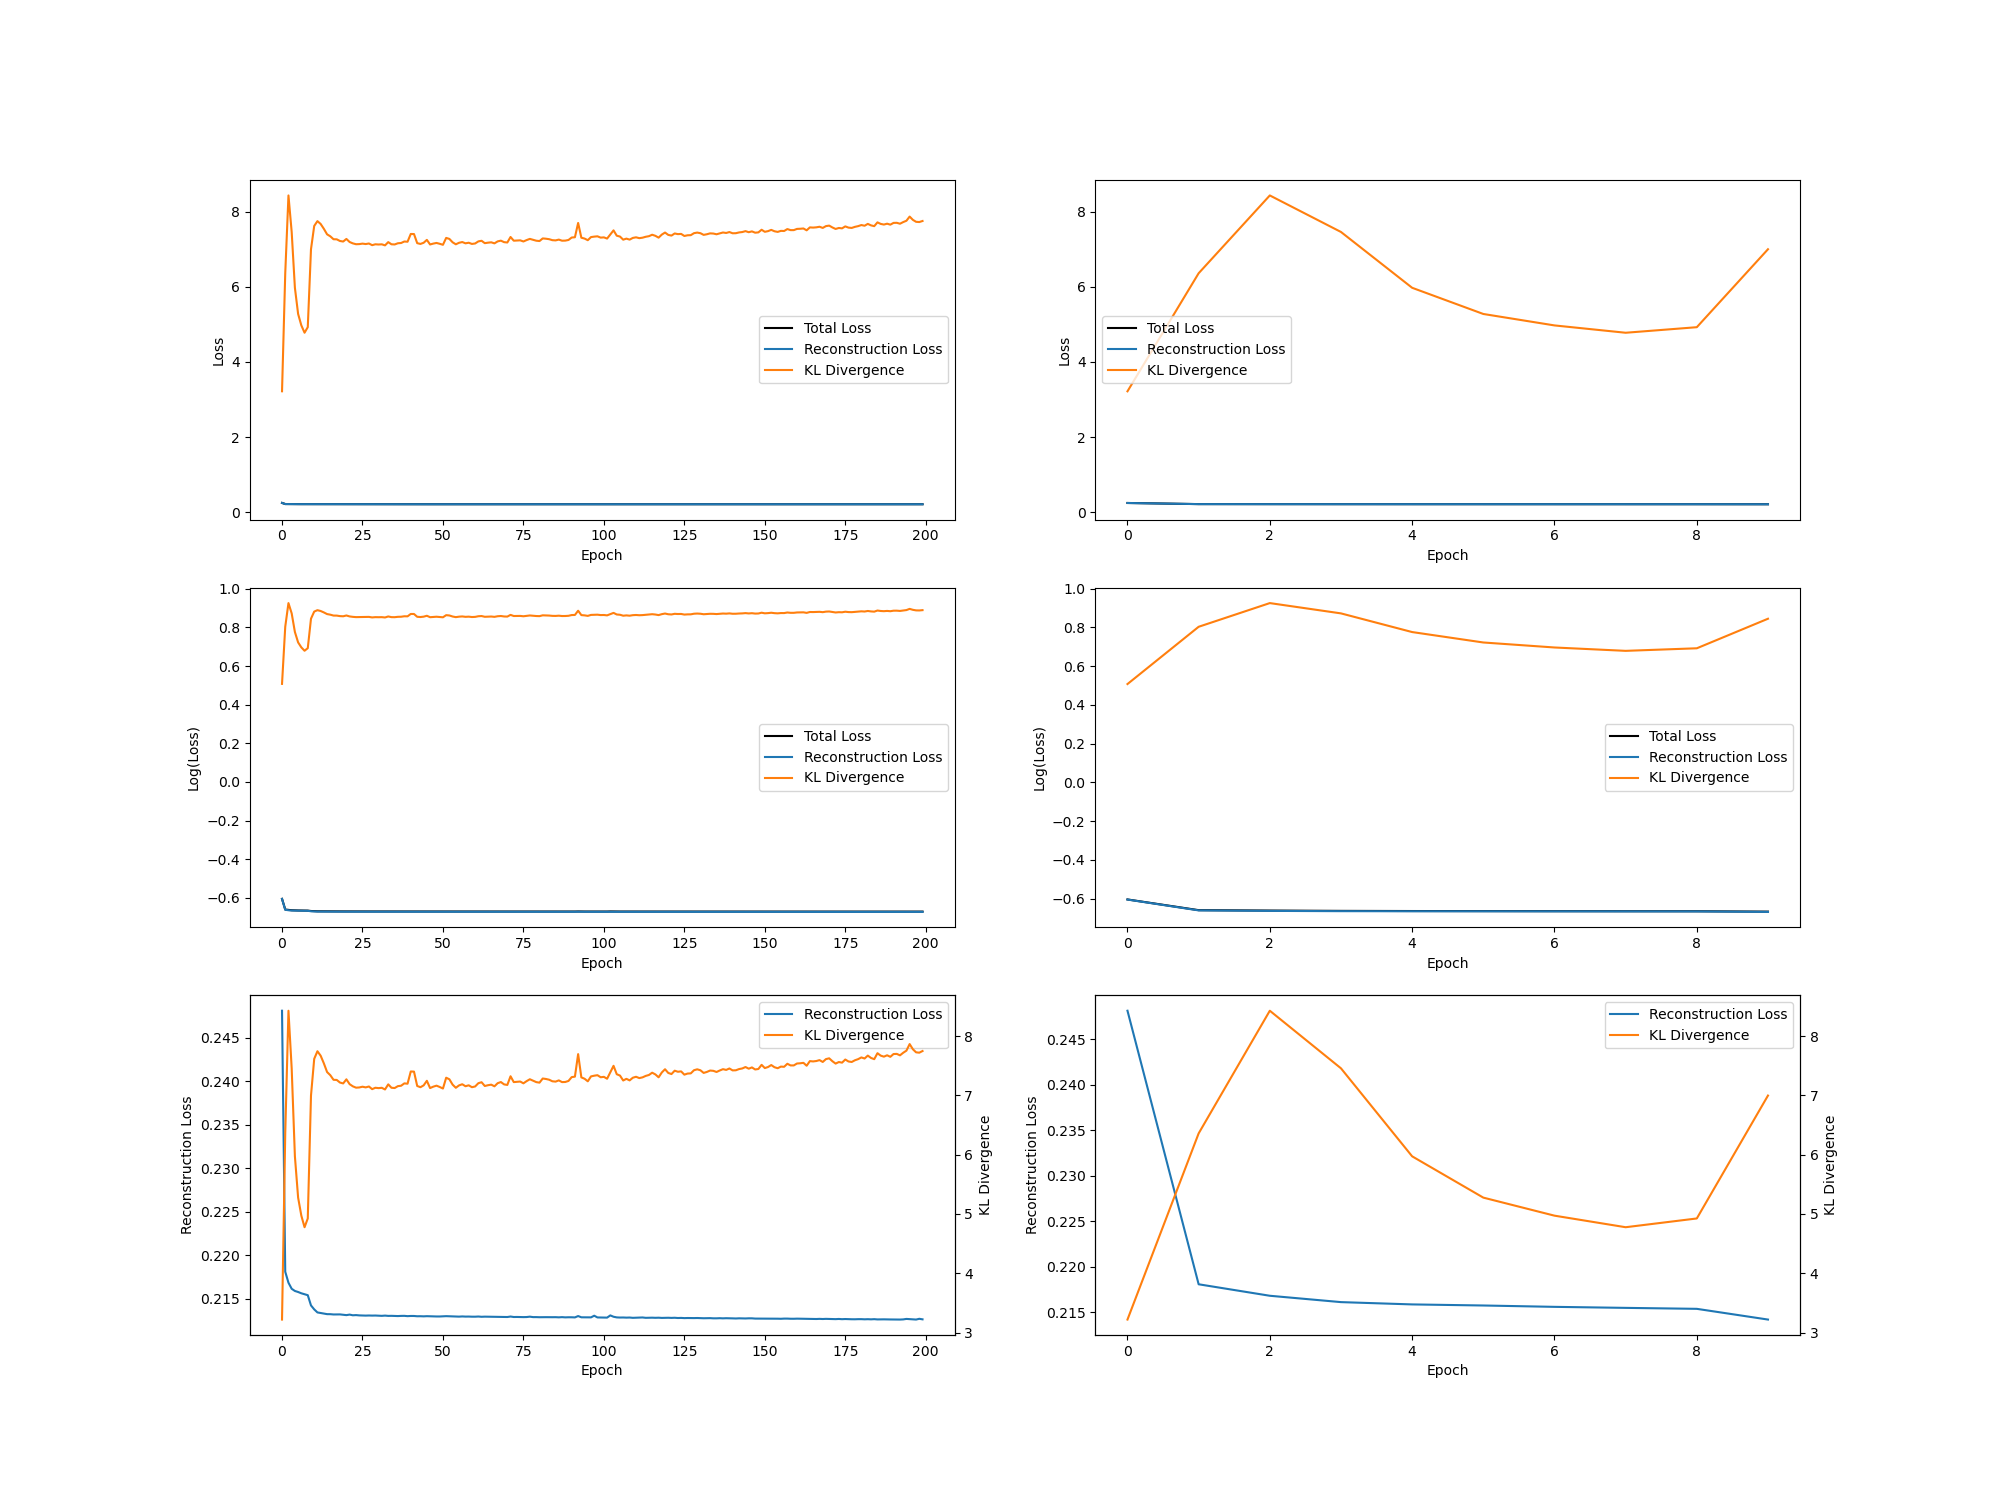 8
6
4
2
0
Loss
Total Loss
Reconstruction Loss
KL Divergence
0 25 50 75 100 125 150 175 200
Epoch
8
6
4
2
0
Loss
Total Loss
Reconstruction Loss
KL Divergence
0 2 4 6 8
Epoch
1.0
0.8
0.6
0.4
0.2
0.0
−0.2
−0.4
−0.6
Log(Loss)
Total Loss
Reconstruction Loss
KL Divergence
0 25 50 75 100 125 150 175 200
Epoch
1.0
0.8
0.6
0.4
0.2
0.0
−0.2
−0.4
−0.6
Log(Loss)
Total Loss
Reconstruction Loss
KL Divergence
0 2 4 6 8
Epoch
0.245
0.240
0.235
0.230
0.225
0.220
0.215
Reconstruction Loss
Reconstruction Loss
KL Divergence
8
7
6
5
4
3
KL Divergence
0 25 50 75 100 125 150 175 200
Epoch
0.245
0.240
0.235
0.230
0.225
0.220
0.215
Reconstruction Loss
Reconstruction Loss
KL Divergence
8
7
6
5
4
3
KL Divergence
0 2 4 6 8
Epoch